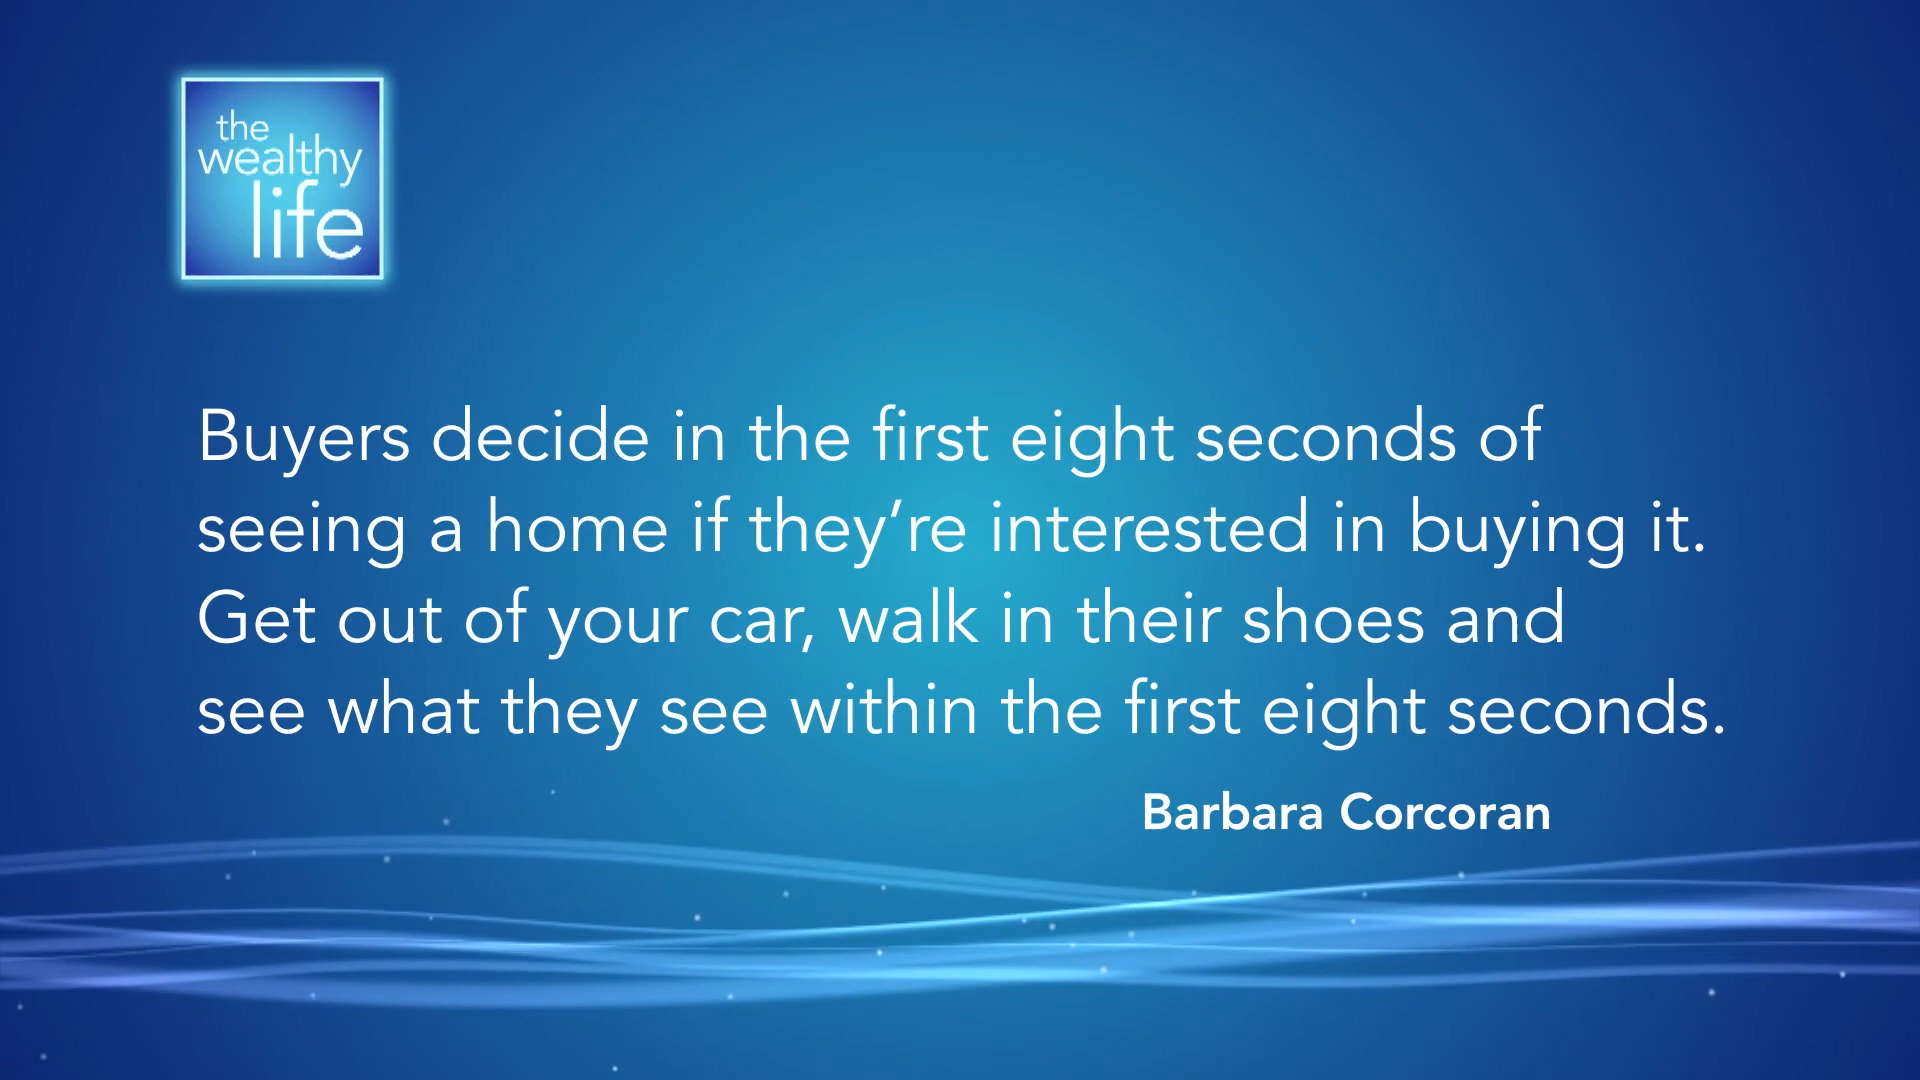 the
wealthy
life
Buyers decide in the first eight seconds of
seeing a home if they’re interested in buying it.
Get out of your car, walk in their shoes and
see what they see within the first eight seconds.
Barbara Corcoran